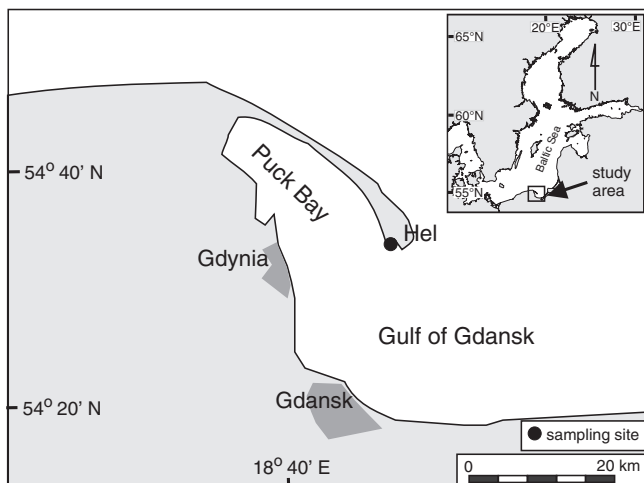 20°E
30°E
65°N
N
60°N
Baltic Sea
55°N
study
area
54° 40' N
Puck Bay
Hel
Gdynia
Gulf of Gdansk
Gdansk
54° 20' N
sampling site
18° 40' E
0
20 km